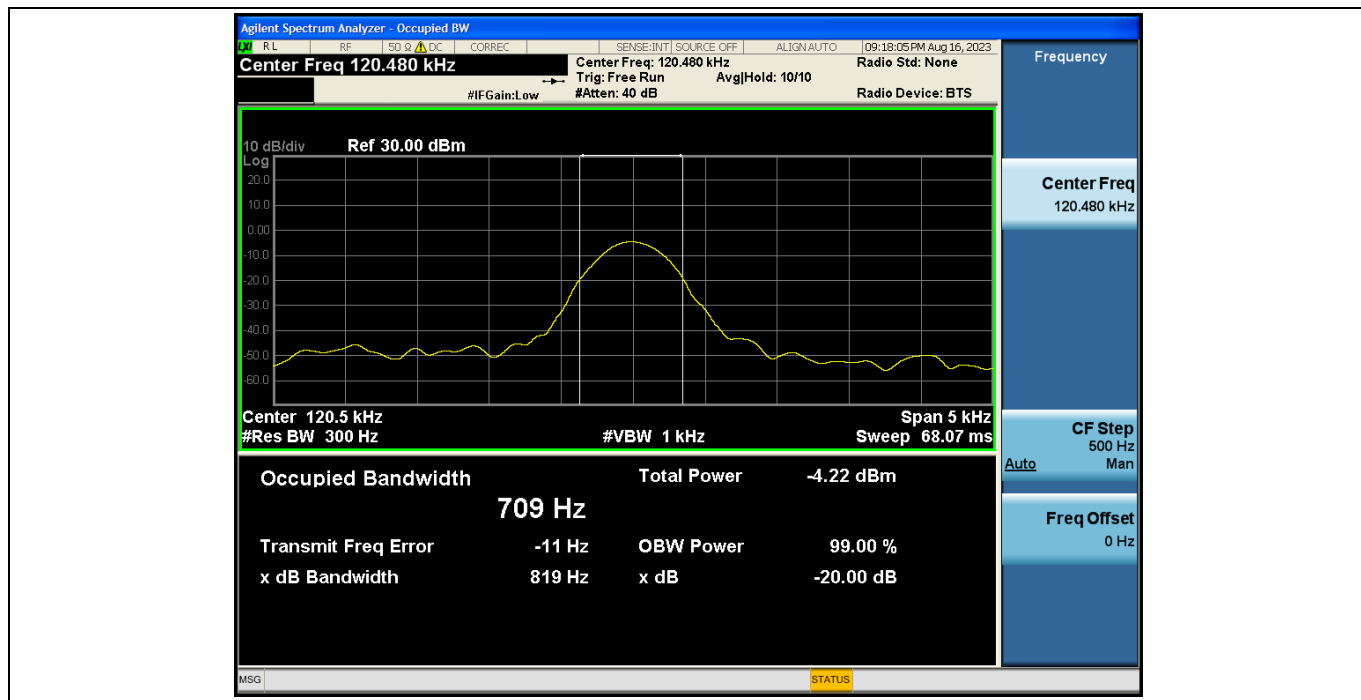 Agilent Spectrum Analyzer - Occupied BW
LXI RL RF 50 Ω DC CORREC SENSE:INT SOURCE OFF ALIGN AUTO 09:18:05 PM Aug 16, 2023
Center Freq 120.480 kHz
Center Freq: 120.480 kHz Radio Std: None
Trig: Free Run Avg|Hold: 10/10
#IFGain:Low #Atten: 40 dB Radio Device: BTS
10 dB/div Ref 30.00 dBm
Log
20.0
10.0
0.00
-10.0
-20.0
-30.0
-40.0
-50.0
-60.0
Center 120.5 kHz Span 5 kHz
#Res BW 300 Hz #VBW 1 kHz Sweep 68.07 ms
Occupied Bandwidth Total Power -4.22 dBm
709 Hz
Transmit Freq Error -11 Hz OBW Power 99.00 %
x dB Bandwidth 819 Hz x dB -20.00 dB
MSG STATUS
Frequency
Center Freq
120.480 kHz
CF Step
500 Hz
Auto Man
Freq Offset
0 Hz